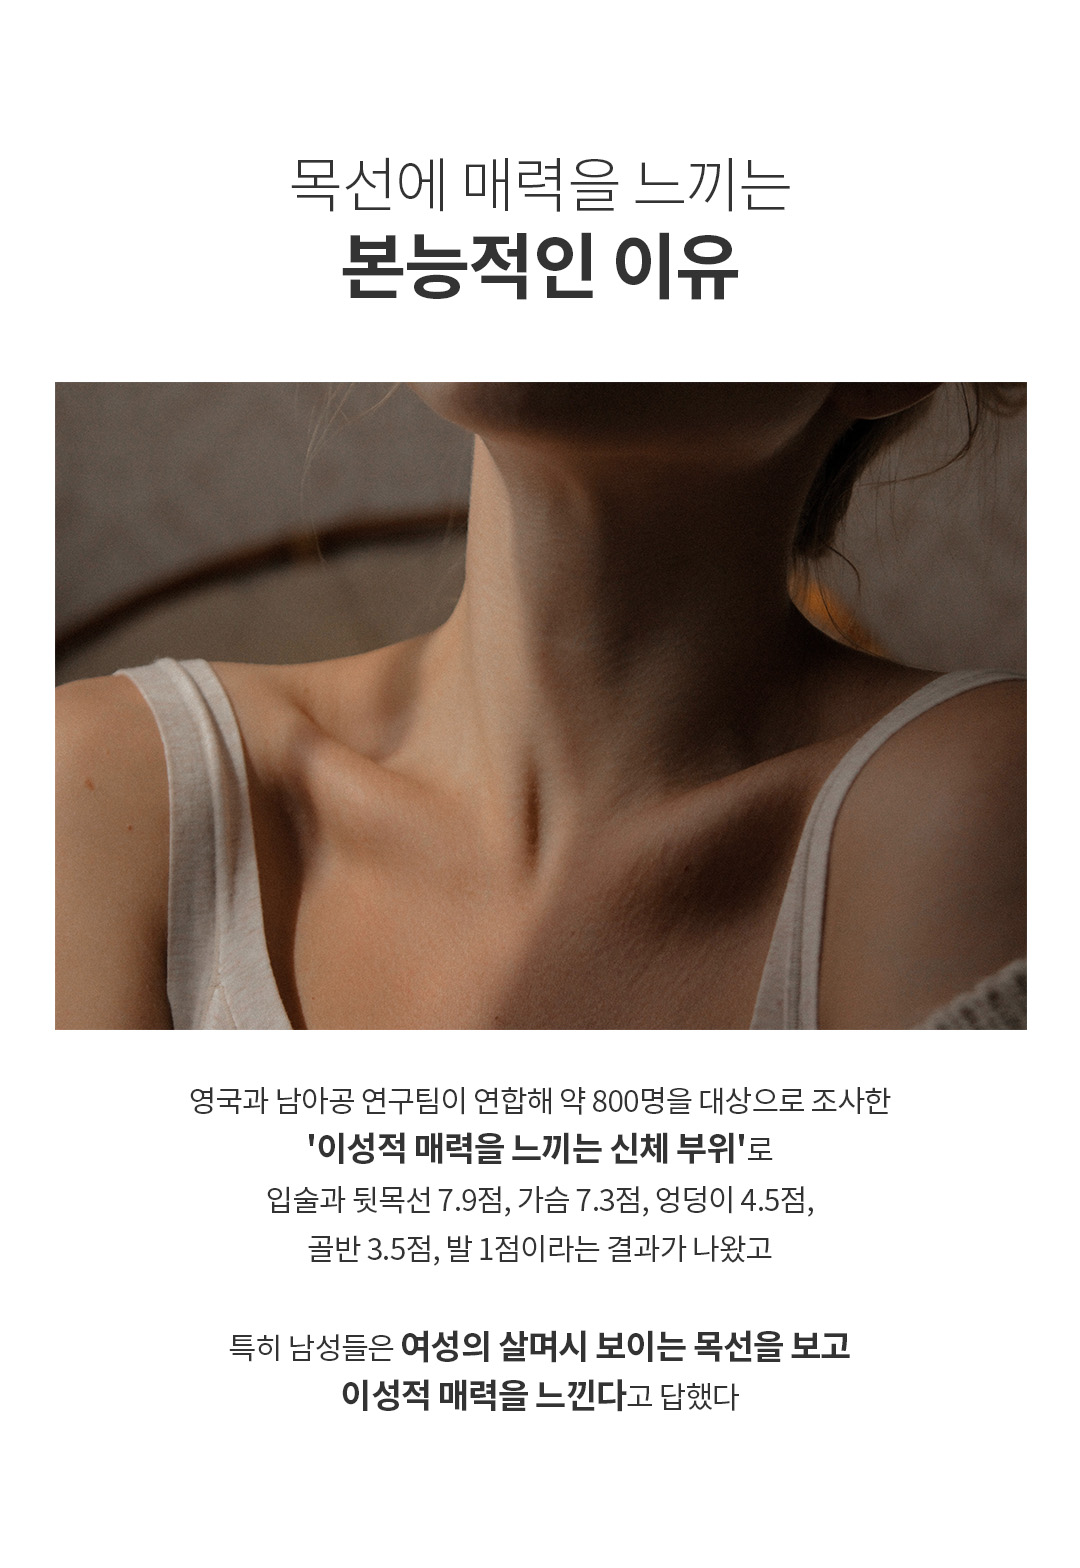 목선에 매력을 느끼는
본능적인 이유
영국과 남아공 연구팀이 연합해 약 800명을 대상으로 조사한
'이성적 매력을 느끼는 신체 부위'로
입술과 뒷목선 7.9점, 가슴 7.3점, 엉덩이 4.5점,
골반 3.5점, 발 1점이라는 결과가 나왔고
특히 남성들은 여성의 살며시 보이는 목선을 보고
이성적 매력을 느낀다고 답했다